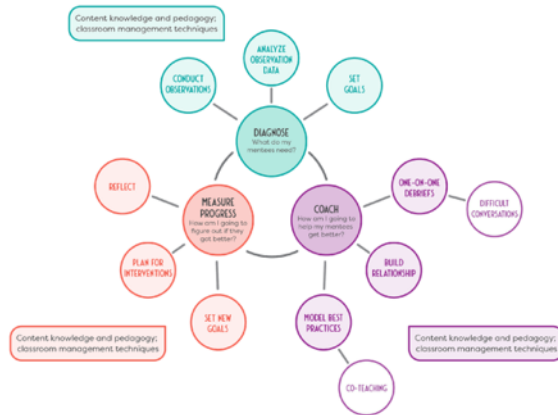 Content knowledge and pedagogy;
classroom management techniques
ANALYZE
OBSERVATION
DATA
CONDUCT
OBSERVATIONS
SET
GOALS
DIAGNOSE
What do my
mentees need?
REFLECT
MEASURE
PROGRESS
How am I going to
figure out if they
got better?
COACH
How am I going to
help my mentees
get better?
ONE-ON-ONE
DEBRIEFS
DIFFICULT
CONVERSATIONS
PLAN FOR
INTERVENTIONS
BUILD
RELATIONSHIP
SET NEW
GOALS
MODEL BEST
PRACTICES
Content knowledge and pedagogy;
classroom management techniques
Content knowledge and pedagogy;
classroom management techniques
CO-TEACHING